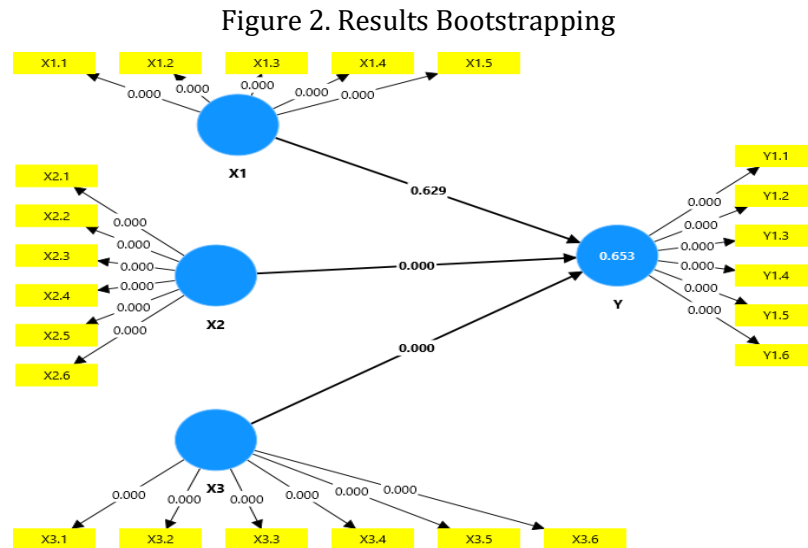 Figure 2. Results Bootstrapping
X1.1 X1.2 X1.3 X1.4 X1.5
0.000 0.000 0.000 0.000 0.000
X1
0.629
X2.1
X2.2
X2.3
X2.4
X2.5
X2.6
0.000
0.000
0.000
0.000
0.000
0.000
X2
0.000
0.000
0.653
Y
0.000
0.000
0.000
0.000
0.000
0.000
Y1.1
Y1.2
Y1.3
Y1.4
Y1.5
Y1.6
X3
0.000 0.000 0.000 0.000 0.000 0.000
X3.1 X3.2 X3.3 X3.4 X3.5 X3.6